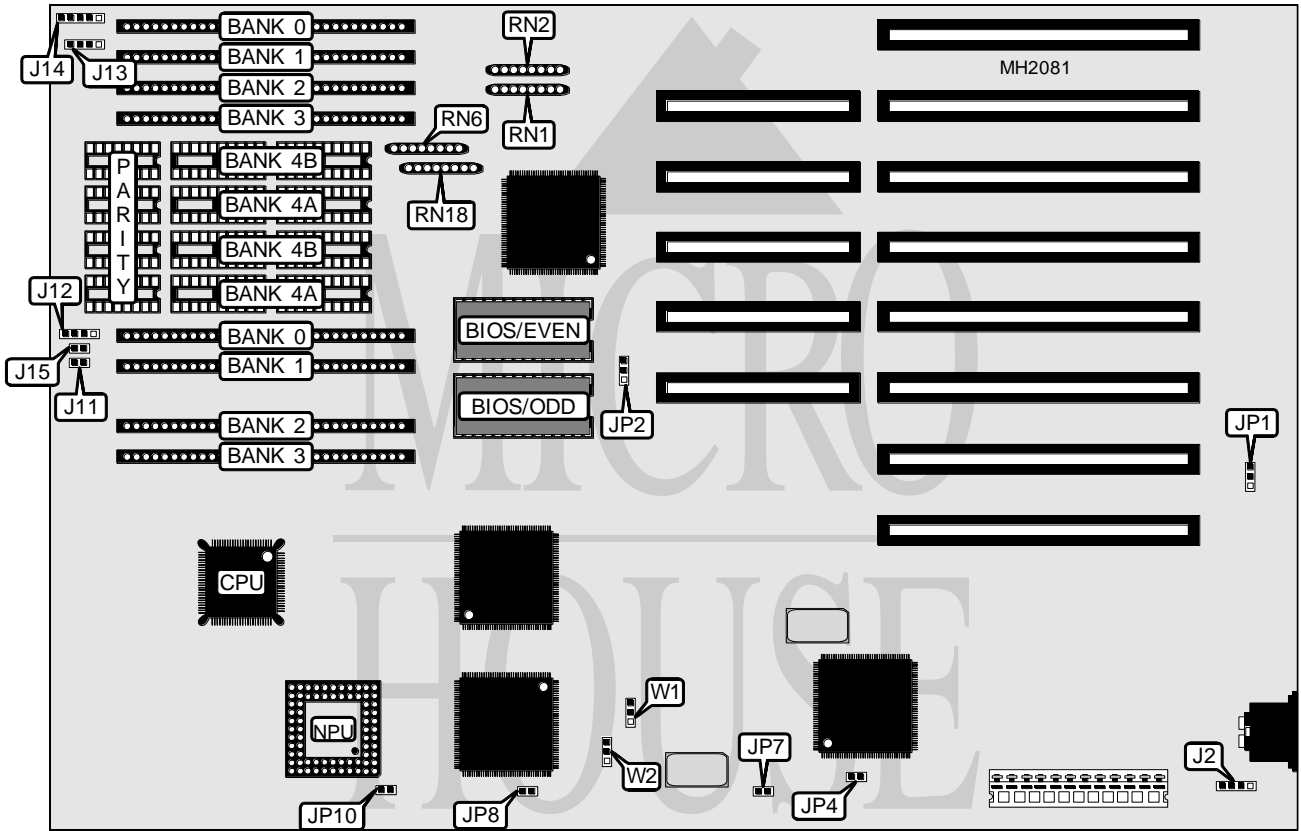 BANK 0
RN2
J14
J13
BANK 1
MH2081
BANK 2
BANK 3
RN6
RN1
PARITY
BANK 4B
BANK 4A
RN18
BANK 4B
BANK 4A
J12
BANK 0
BIOS/EVEN
J15
BANK 1
J11
BIOS/ODD
JP2
BANK 2
JP1
BANK 3
MICRO
HOUSE
CPU
NPU
W1
W2
JP7
J2
JP10
JP8
JP4